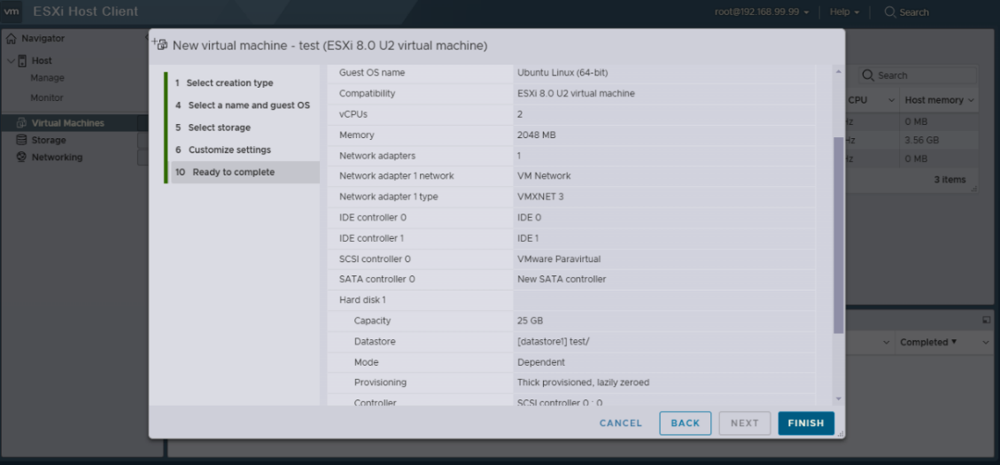 vm ESXi Host Client root@192.168.99.99 Help Search
Navigator
Host
Manage
Monitor
Virtual Machines
Storage
Networking
New virtual machine - test (ESXi 8.0 U2 virtual machine)
1 Select creation type
4 Select a name and guest OS
5 Select storage
6 Customize settings
10 Ready to complete
Guest OS name Ubuntu Linux (64-bit)
Compatibility ESXi 8.0 U2 virtual machine
vCPUs 2
Memory 2048 MB
Network adapters 1
Network adapter 1 network VM Network
Network adapter 1 type VMXNET 3
IDE controller 0 IDE 0
IDE controller 1 IDE 1
SCSI controller 0 VMware Paravirtual
SATA controller 0 New SATA controller
Hard disk 1
Capacity 25 GB
Datastore [datastore1] test/
Mode Dependent
Provisioning Thick provisioned, lazily zeroed
Controller SCSI controller 0 : 0
CANCEL BACK NEXT FINISH
Search
CPU Host memory
Hz 0 MB
Hz 3.56 GB
Hz 0 MB
3 items
Completed